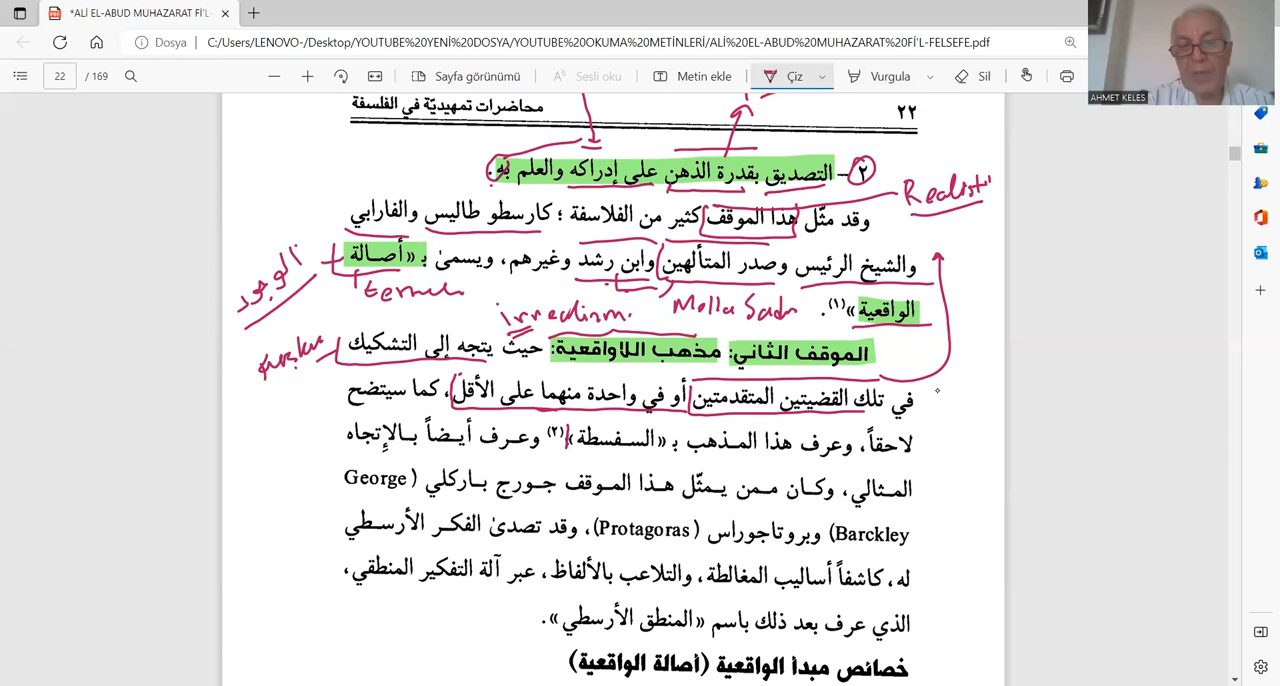 *ALİ EL-ABUD MUHAZARAT Fİ'L-
Dosya
C:/Users/LENOVO-/Desktop/YOUTUBE%20YENİ%20DOSYA/YOUTUBE%20OKUMA%20METİNLERİ/ALİ%20EL-ABUD%20MUHAZARAT%20Fİ'L-FELSEFE.pdf
22 / 169
Sayfa görünümü
Sesli oku
Metin ekle
Çiz
Vurgula
Sil
AHMET KELES
٢٢ محاضرات تمهيديّة في الفلسفة
٢- التصديق بقدرة الذهن على إدراكه والعلم به.
Realist
وقد مثّل هذا الموقف كثير من الفلاسفة ؛ كارسطو طاليس والفارابي
والشيخ الرئيس وصدر المتألهين وابن رشد وغيرهم، ويسمىٰ بـ «أصالة
الوجود
temel
الواقعية»(١).
irrealism.
Molla Sadra
الموقف الثاني: مذهب اللاواقعية: حيث يتجه إلى التشكيك
في تلك القضيتين المتقدمتين أو في واحدة منهما على الأقل، كما سيتضح
لاحقاً، وعرف هذا المذهب بـ «السفسطة»(٢) وعرف أيضاً بالإتجاه
المثالي، وكان ممن يمثّل هذا الموقف جورج باركلي (George
Barckley) وبروتاجوراس (Protagoras)، وقد تصدىٰ الفكر الأرسطي
له، كاشفاً أساليب المغالطة، والتلاعب بالألفاظ، عبر آلة التفكير المنطقي،
الذي عرف بعد ذلك باسم «المنطق الأرسطي».
خصائص مبدأ الواقعية (أصالة الواقعية)